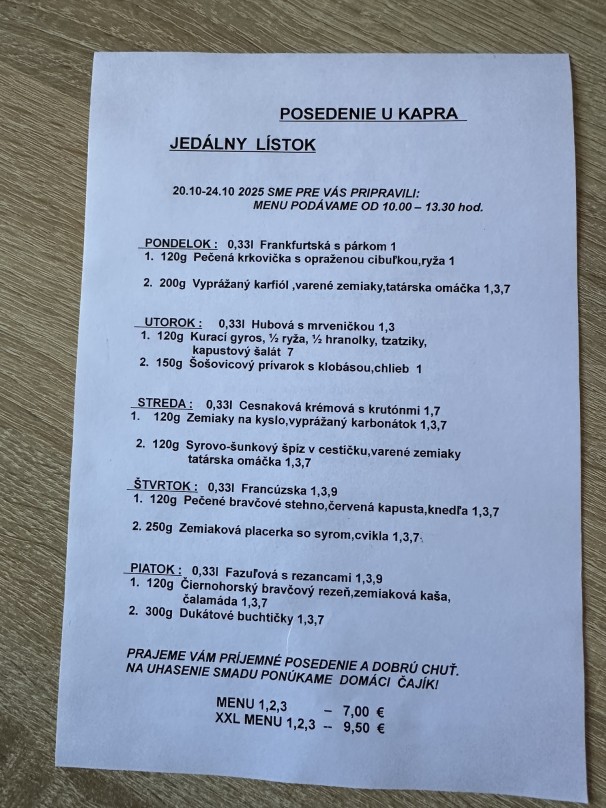 POSEDENIE U KAPRA
JEDÁLNY LÍSTOK
20.10-24.10 2025 SME PRE VÁS PRIPRAVILI:
MENU PODÁVAME OD 10.00 – 13.30 hod.
PONDELOK : 0,33l Frankfurtská s párkom 1
1. 120g Pečená krkovička s opraženou cibuľkou,ryža 1
2. 200g Vyprážaný karfiól ,varené zemiaky,tatárska omáčka 1,3,7
UTOROK : 0,33l Hubová s mrveničkou 1,3
1. 120g Kurací gyros, ½ ryža, ½ hranolky, tzatziky,
kapustový šalát 7
2. 150g Šošovicový prívarok s klobásou,chlieb 1
STREDA : 0,33l Cesnaková krémová s krutónmi 1,7
1. 120g Zemiaky na kyslo,vyprážaný karbonátok 1,3,7
2. 120g Syrovo-šunkový špíz v cestíčku,varené zemiaky
tatárska omáčka 1,3,7
ŠTVRTOK : 0,33l Francúzska 1,3,9
1. 120g Pečené bravčové stehno,červená kapusta,knedľa 1,3,7
2. 250g Zemiaková placerka so syrom,cvikla 1,3,7
PIATOK : 0,33l Fazuľová s rezancami 1,3,9
1. 120g Čiernohorský bravčový rezeň,zemiaková kaša,
čalamáda 1,3,7
2. 300g Dukátové buchtičky 1,3,7
PRAJEME VÁM PRÍJEMNÉ POSEDENIE A DOBRÚ CHUŤ.
NA UHASENIE SMADU PONÚKAME DOMÁCI ČAJÍK!
MENU 1,2,3 – 7,00 €
XXL MENU 1,2,3 -- 9,50 €